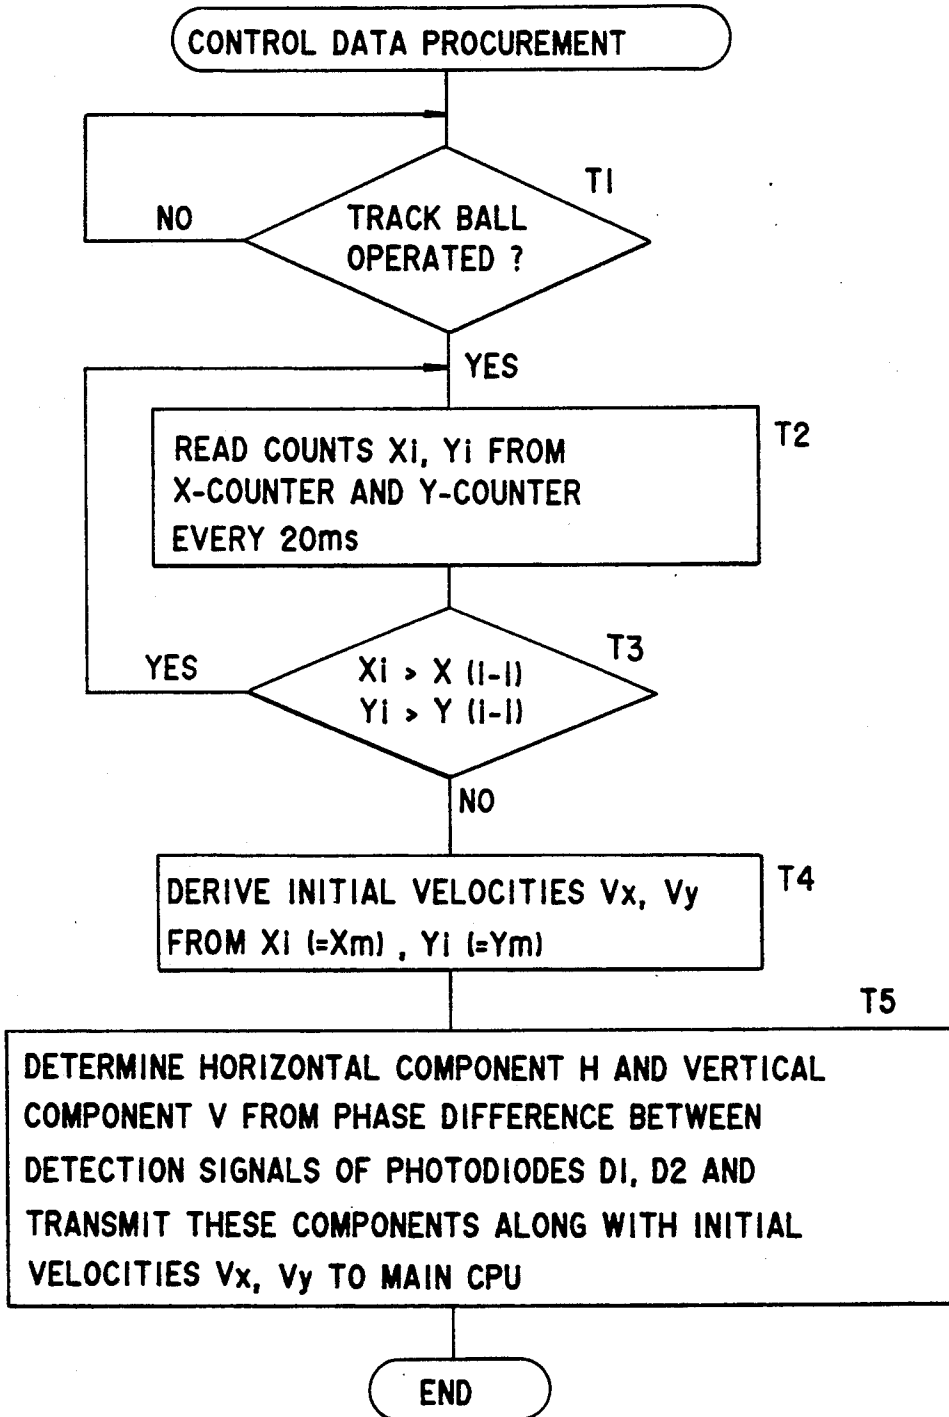 CONTROL DATA PROCUREMENT
T1
NO
TRACK BALL
OPERATED ?
YES
T2
READ COUNTS Xi, Yi FROM
X-COUNTER AND Y-COUNTER
EVERY 20ms
T3
YES
Xi > X (i-1)
Yi > Y (i-1)
NO
T4
DERIVE INITIAL VELOCITIES Vx, Vy
FROM Xi (=Xm) , Yi (=Ym)
T5
DETERMINE HORIZONTAL COMPONENT H AND VERTICAL
COMPONENT V FROM PHASE DIFFERENCE BETWEEN
DETECTION SIGNALS OF PHOTODIODES D1, D2 AND
TRANSMIT THESE COMPONENTS ALONG WITH INITIAL
VELOCITIES Vx, Vy TO MAIN CPU
END